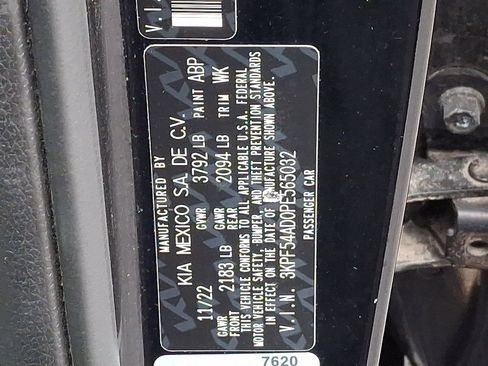 V.I.
MANUFACTURED BY
KIA MEXICO S.A. DE C.V.
11/22 GVWR 3792 LB PAINT ABP
GAWR FRONT 2183 LB GAWR REAR 2094 LB TRIM WK
THIS VEHICLE CONFORMS TO ALL APPLICABLE U.S.A. FEDERAL
MOTOR VEHICLE SAFETY, BUMPER, AND THEFT PREVENTION STANDARDS
IN EFFECT ON THE DATE OF MANUFACTURE SHOWN ABOVE.
V.I.N. 3KPF54AD0PE565032
PASSENGER CAR
7620